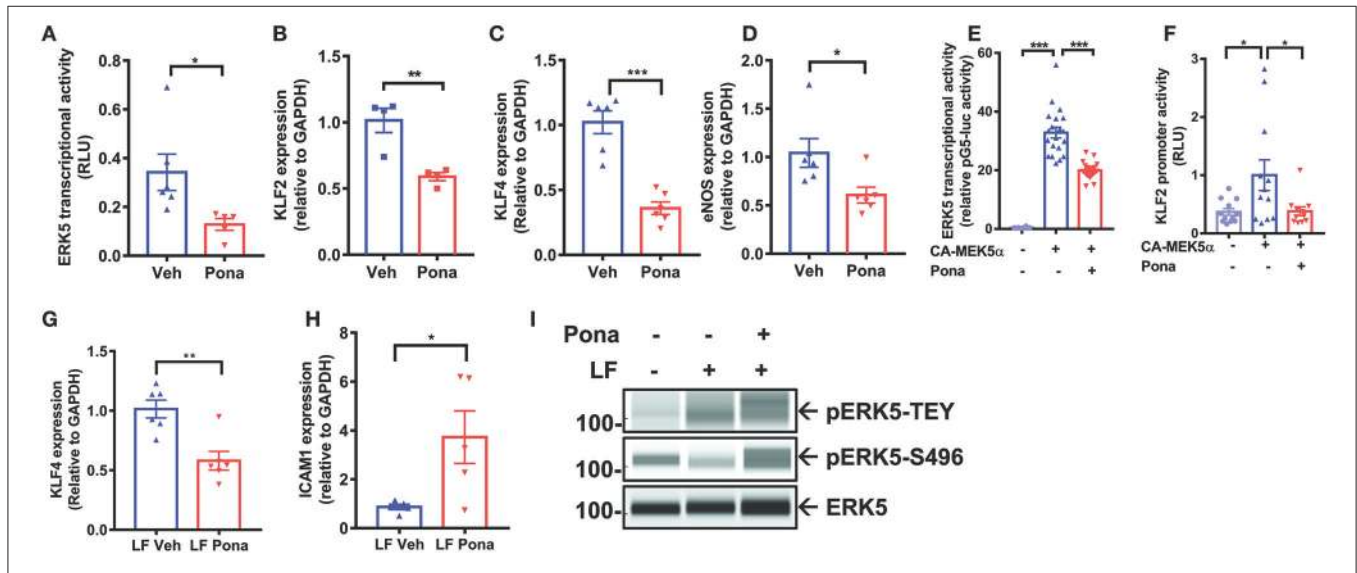 A
ERK5 transcriptional activity
(RLU)
0.8
0.6
0.4
0.2
0.0
*
Veh Pona
B
KLF2 expression
(relative to GAPDH)
1.5
1.0
0.5
0.0
**
Veh Pona
C
KLF4 expression
(Relative to GAPDH)
1.5
1.0
0.5
0.0
***
Veh Pona
D
eNOS expression
(relative to GAPDH)
2.0
1.5
1.0
0.5
0.0
*
Veh Pona
E
ERK5 transcriptional activity
(relative pG5-luc activity)
60
40
20
0
*** ***
CA-MEK5α - + +
Pona - - +
F
KLF2 promoter activity
(RLU)
3
2
1
0
* *
CA-MEK5α - + +
Pona - - +
G
KLF4 expression
(Relative to GAPDH)
1.5
1.0
0.5
0.0
**
LF Veh LF Pona
H
ICAM1 expression
(relative to GAPDH)
8
6
4
2
0
*
LF Veh LF Pona
I
Pona - - +
LF - + +
100- ← pERK5-TEY
100- ← pERK5-S496
100- ← ERK5